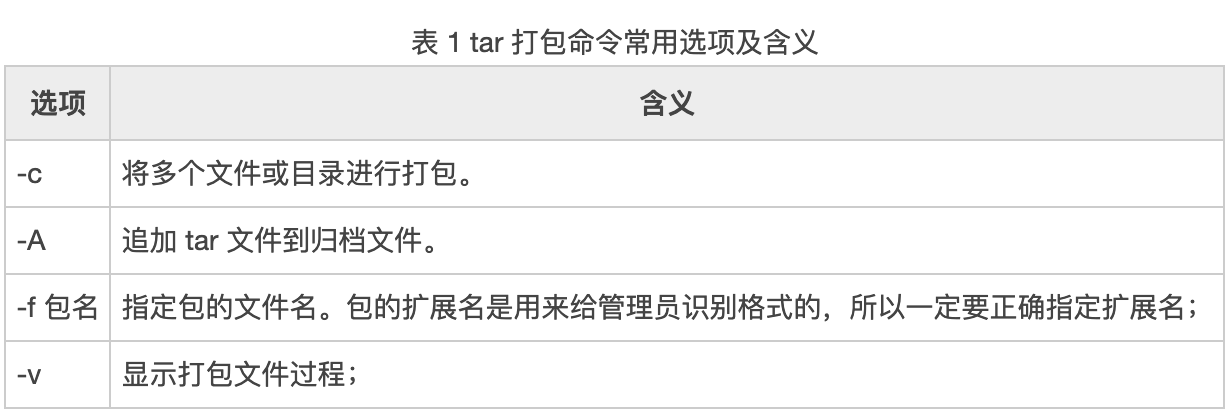 表 1 tar 打包命令常用选项及含义
选项 含义
-c 将多个文件或目录进行打包。
-A 追加 tar 文件到归档文件。
-f 包名 指定包的文件名。包的扩展名是用来给管理员识别格式的，所以一定要正确指定扩展名；
-v 显示打包文件过程；